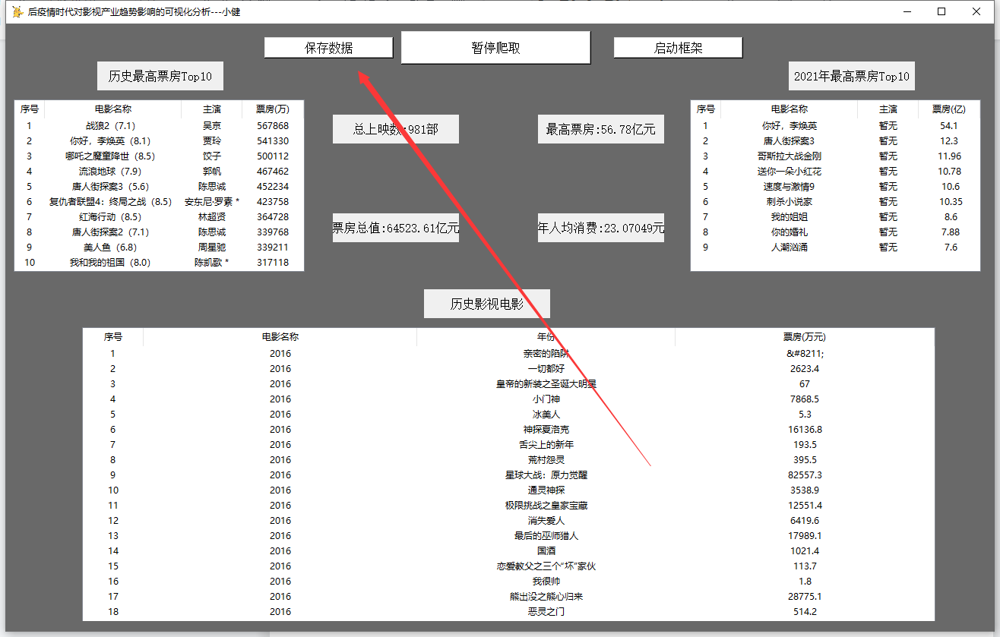 后疫情时代对影视产业趋势影响的可视化分析---小健
保存数据 暂停爬取 启动框架
历史最高票房Top10 2021年最高票房Top10
序号 电影名称 主演 票房(万)
1 战狼2（7.1） 吴京 567868
2 你好，李焕英（8.1） 贾玲 541330
3 哪吒之魔童降世（8.5） 饺子 500112
4 流浪地球（7.9） 郭帆 467462
5 唐人街探案3（5.6） 陈思诚 452234
6 复仇者联盟4：终局之战（8.5） 安东尼·罗素 * 423758
7 红海行动（8.5） 林超贤 364728
8 唐人街探案2（7.1） 陈思诚 339768
9 美人鱼（6.8） 周星驰 339211
10 我和我的祖国（8.0） 陈凯歌 * 317118
总上映数:981部 最高票房:56.78亿元
票房总值:64523.61亿元 年人均消费:23.07049元
序号 电影名称 主演 票房(亿)
1 你好，李焕英 暂无 54.1
2 唐人街探案3 暂无 12.3
3 哥斯拉大战金刚 暂无 11.96
4 送你一朵小红花 暂无 10.78
5 速度与激情9 暂无 10.6
6 刺杀小说家 暂无 10.35
7 我的姐姐 暂无 8.6
8 你的婚礼 暂无 7.88
9 人潮汹涌 暂无 7.6
历史影视电影
序号 电影名称 年份 票房(万元)
1 2016 亲密的陷阱 &#8211;
2 2016 一切都好 2623.4
3 2016 皇帝的新装之圣诞大明星 67
4 2016 小门神 7868.5
5 2016 冰美人 5.3
6 2016 神探夏洛克 16136.8
7 2016 舌尖上的新年 193.5
8 2016 荒村怨灵 395.5
9 2016 星球大战：原力觉醒 82557.3
10 2016 通灵神探 3538.9
11 2016 极限挑战之皇家宝藏 12551.4
12 2016 消失爱人 6419.6
13 2016 最后的巫师猎人 17989.1
14 2016 国酒 1021.4
15 2016 恋爱教父之三个“坏”家伙 113.7
16 2016 我很帅 1.8
17 2016 熊出没之熊心归来 28775.1
18 2016 恶灵之门 514.2